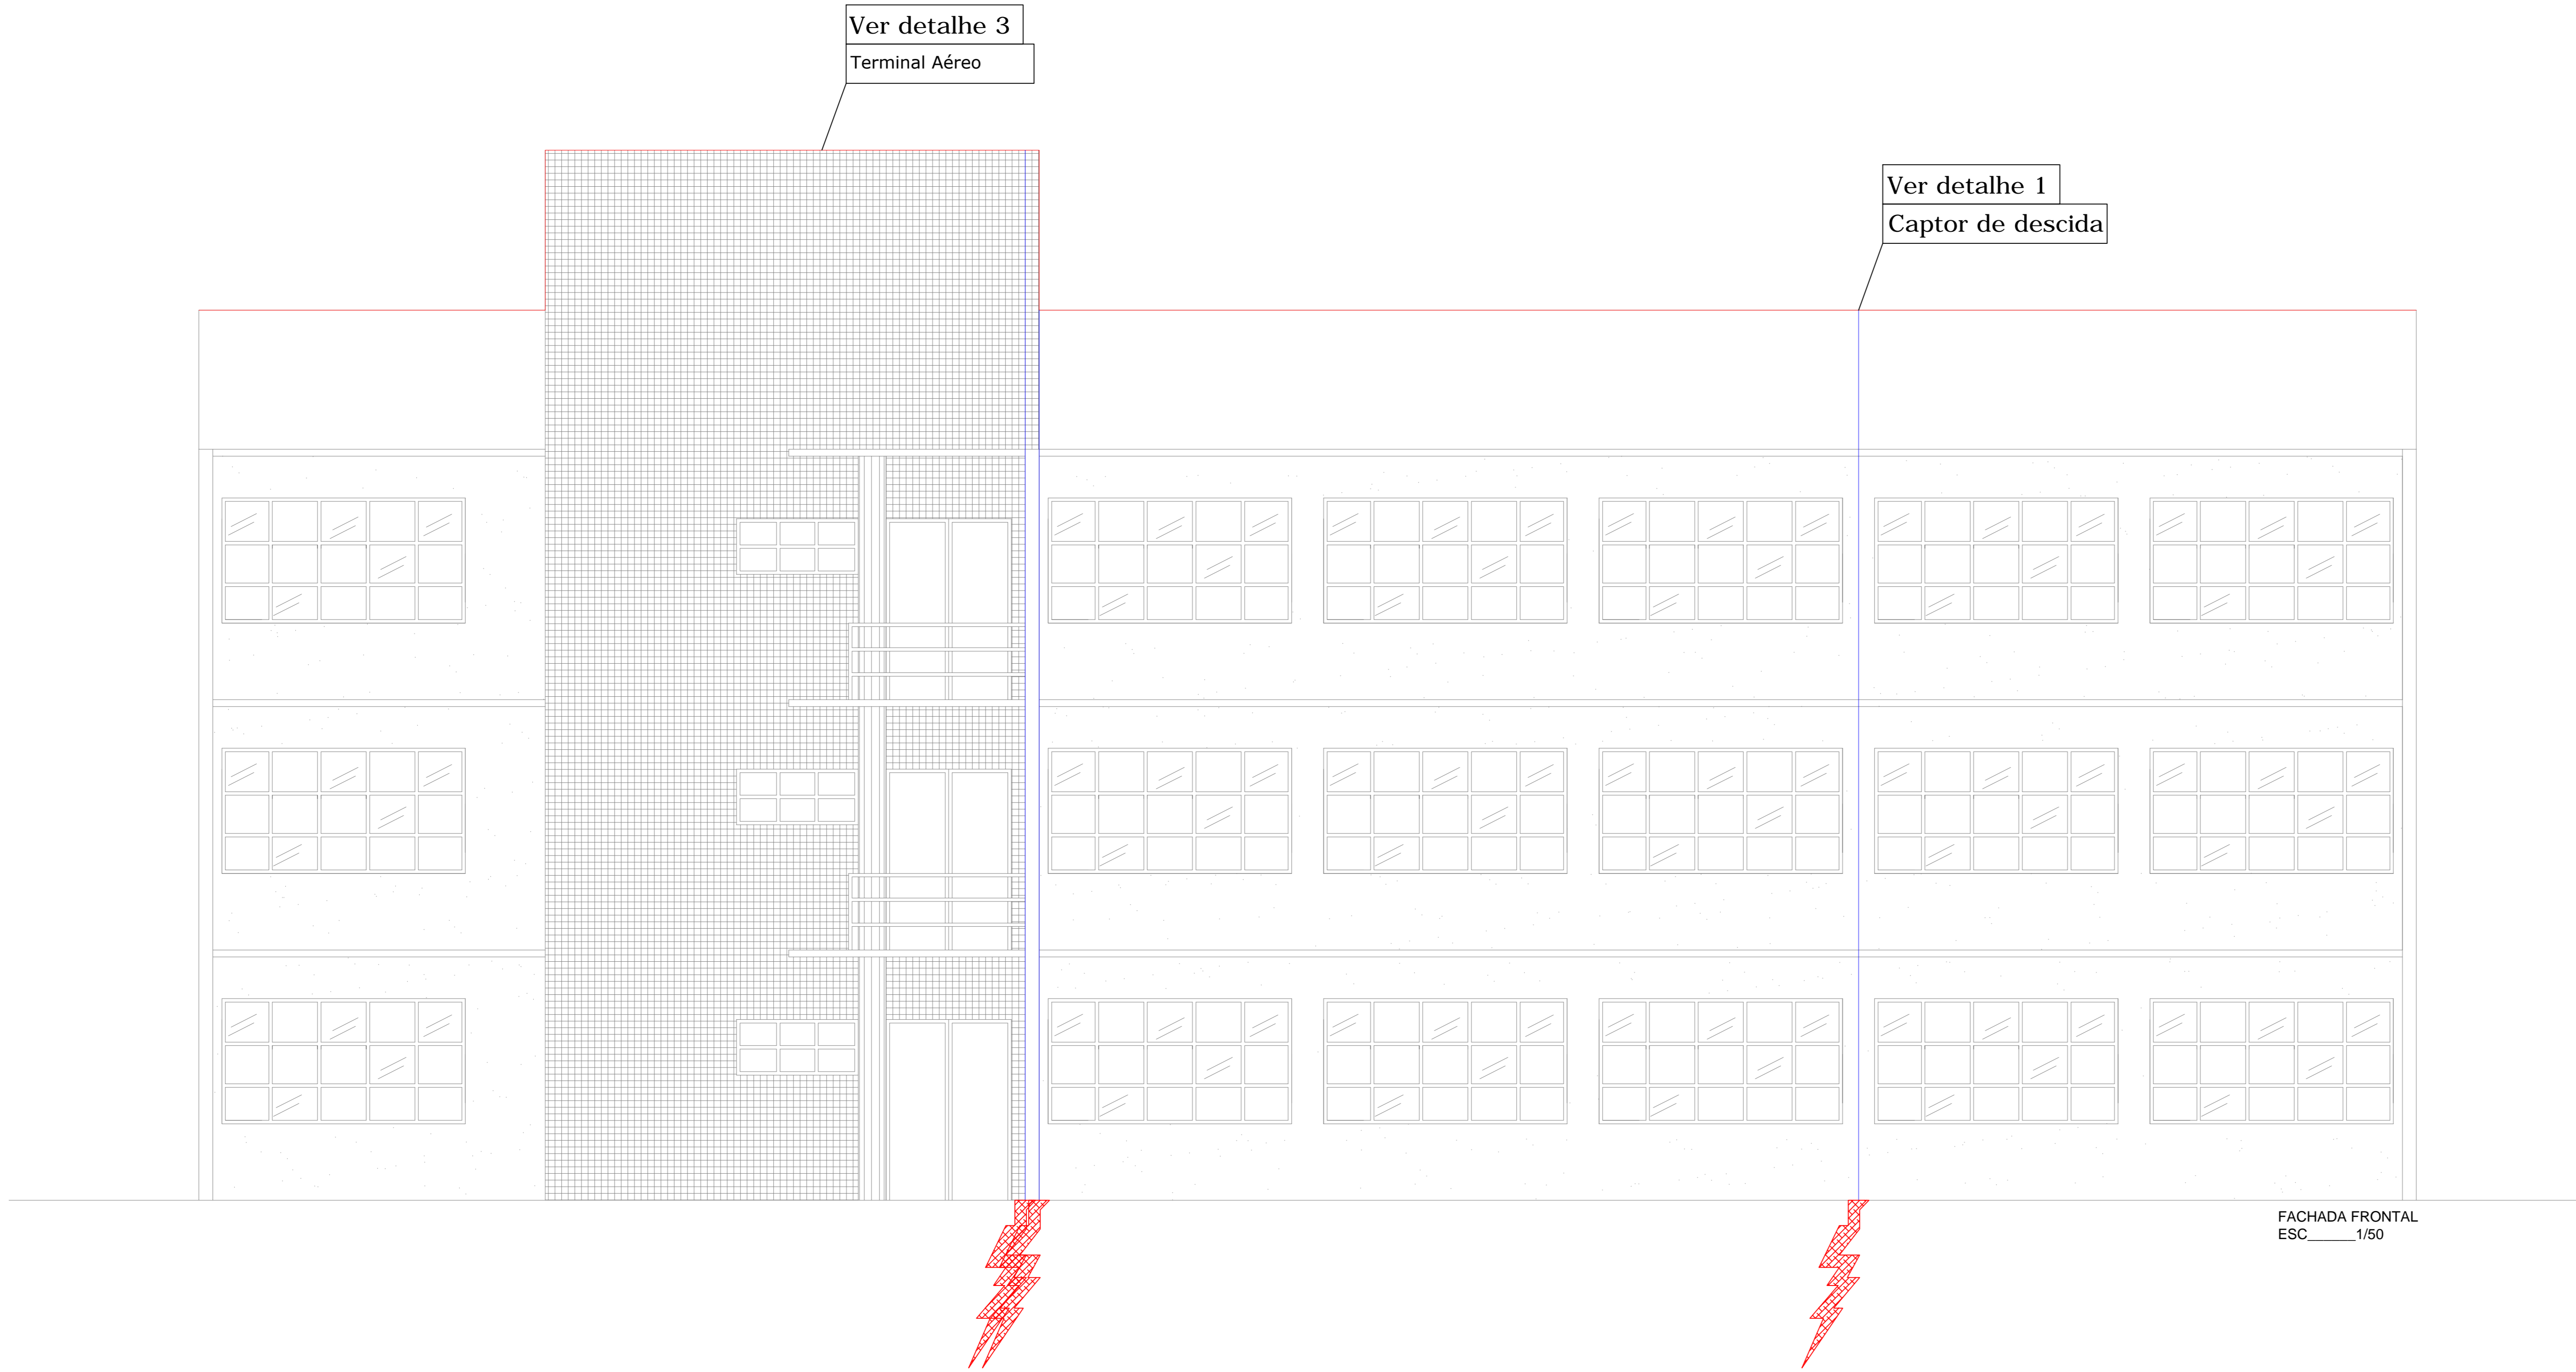 Ver detalhe 3
Terminal Aéreo
Ver detalhe 1
Captor de descida
FACHADA FRONTAL
ESC______1/50